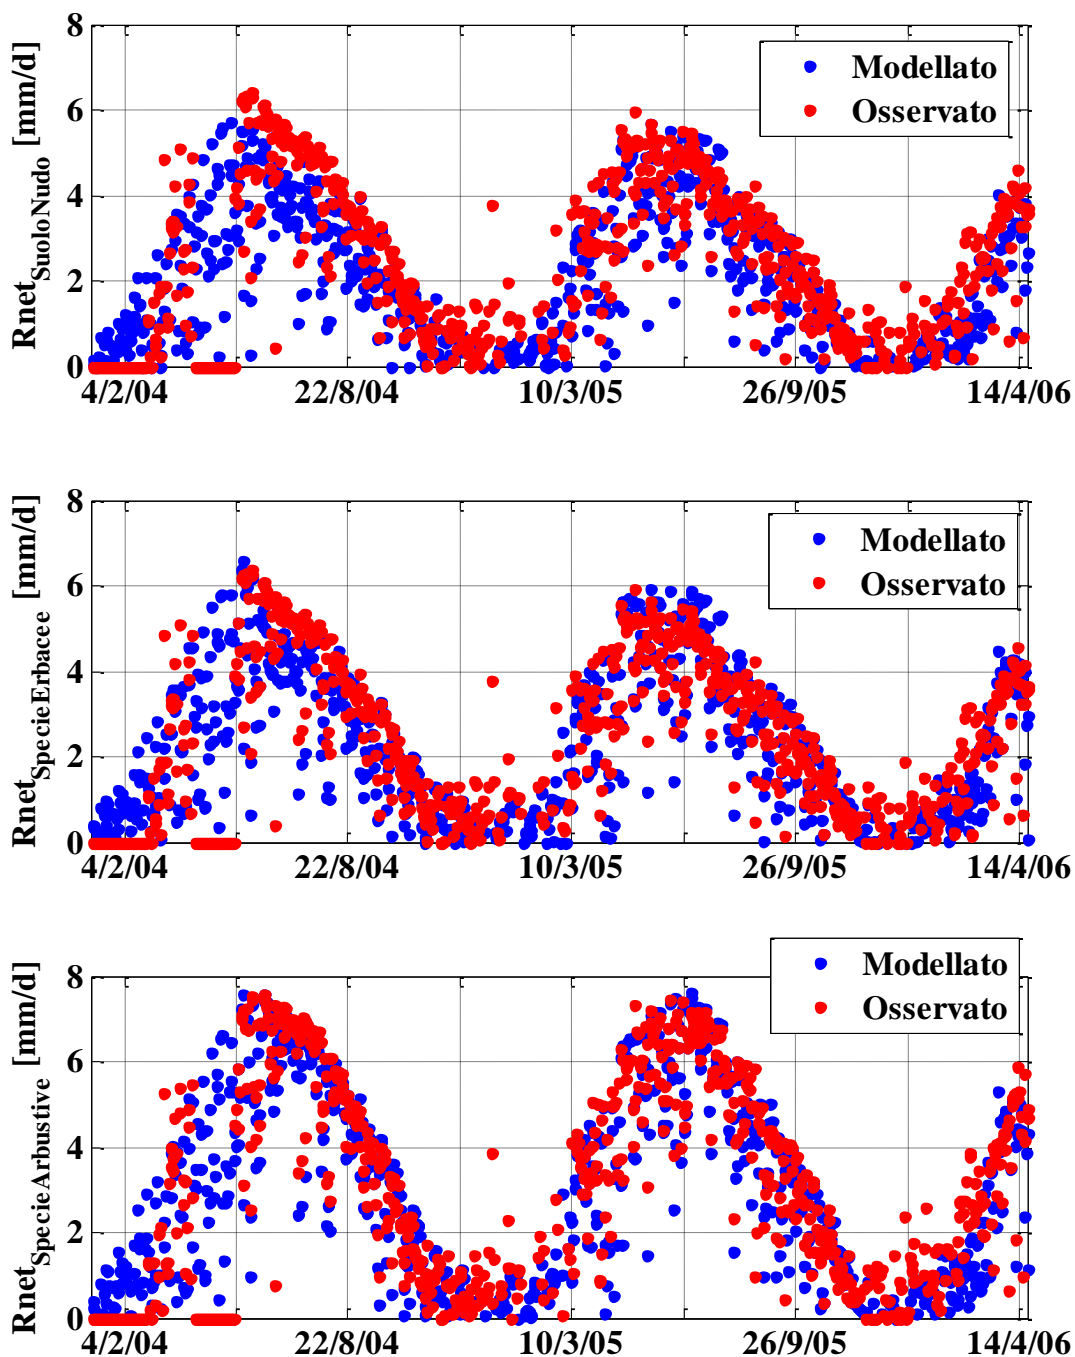 Rnet_SuoloNudo [mm/d]
8
6
4
2
0
Modellato
Osservato
4/2/04 22/8/04 10/3/05 26/9/05 14/4/06
Rnet_SpecieErbacee [mm/d]
8
6
4
2
0
Modellato
Osservato
4/2/04 22/8/04 10/3/05 26/9/05 14/4/06
Rnet_SpecieArbustive [mm/d]
8
6
4
2
0
Modellato
Osservato
4/2/04 22/8/04 10/3/05 26/9/05 14/4/06